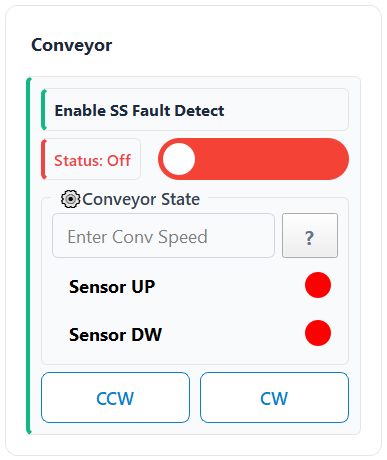 Conveyor
Enable SS Fault Detect
Status: Off
Conveyor State
Enter Conv Speed
?
Sensor UP
Sensor DW
CCW
CW